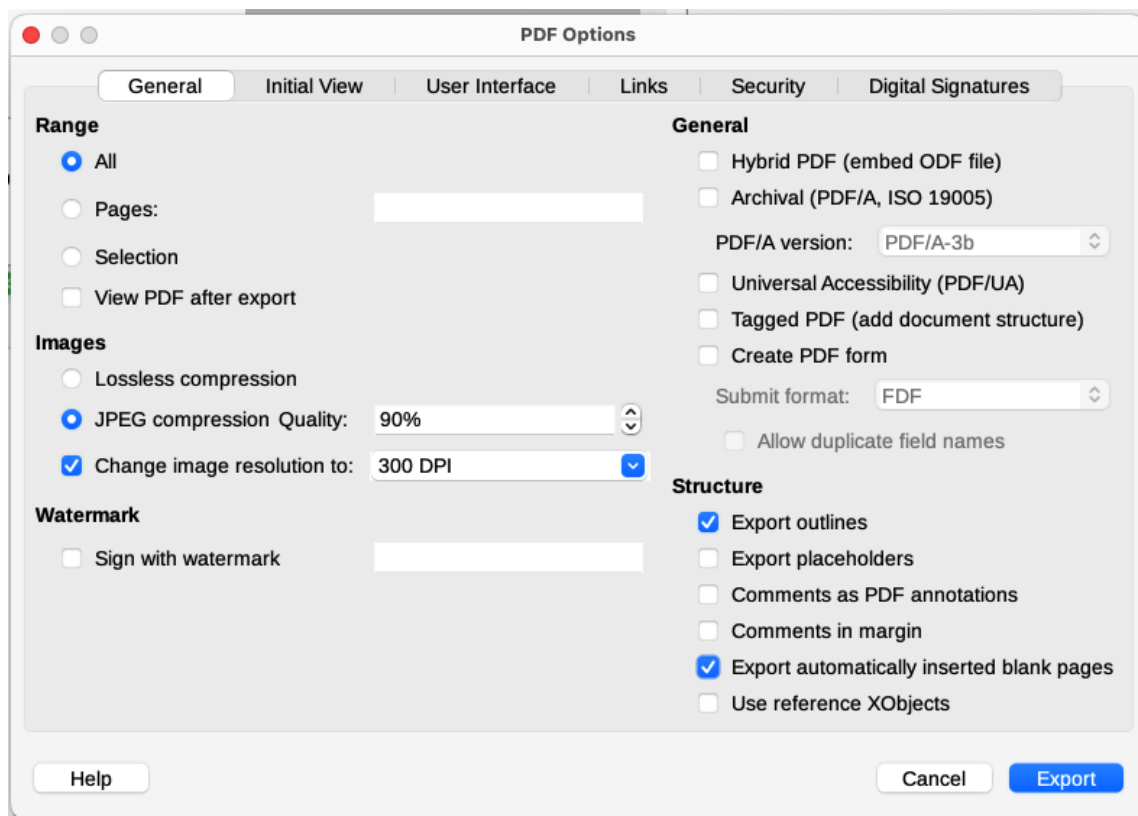 PDF Options
General Initial View User Interface Links Security Digital Signatures
Range
All
Pages:
Selection
View PDF after export
Images
Lossless compression
JPEG compression Quality: 90%
Change image resolution to: 300 DPI
Watermark
Sign with watermark
General
Hybrid PDF (embed ODF file)
Archival (PDF/A, ISO 19005)
PDF/A version: PDF/A-3b
Universal Accessibility (PDF/UA)
Tagged PDF (add document structure)
Create PDF form
Submit format: FDF
Allow duplicate field names
Structure
Export outlines
Export placeholders
Comments as PDF annotations
Comments in margin
Export automatically inserted blank pages
Use reference XObjects
Help Cancel Export